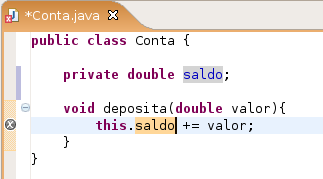 *Conta.java
public class Conta {
private double saldo;
void deposita(double valor){
this.saldo += valor;
}
}